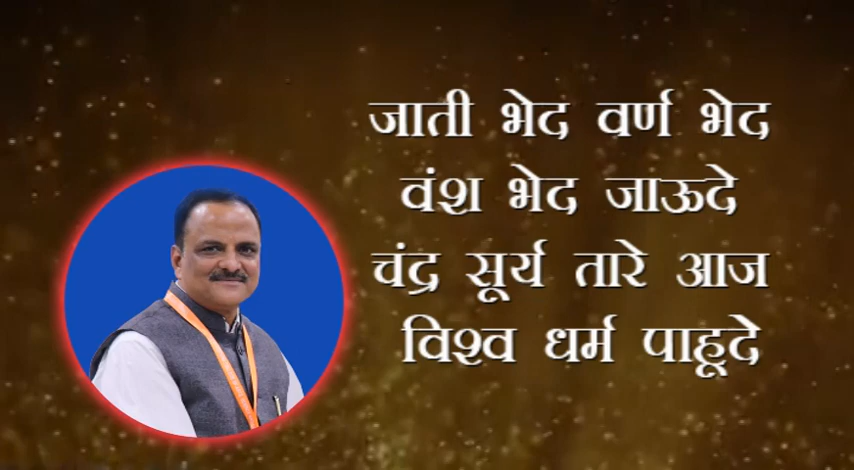 जाती भेद वर्ण भेद
वंश भेद जाऊदे
चंद्र सूर्य तारे आज
विश्व धर्म पाहूदे